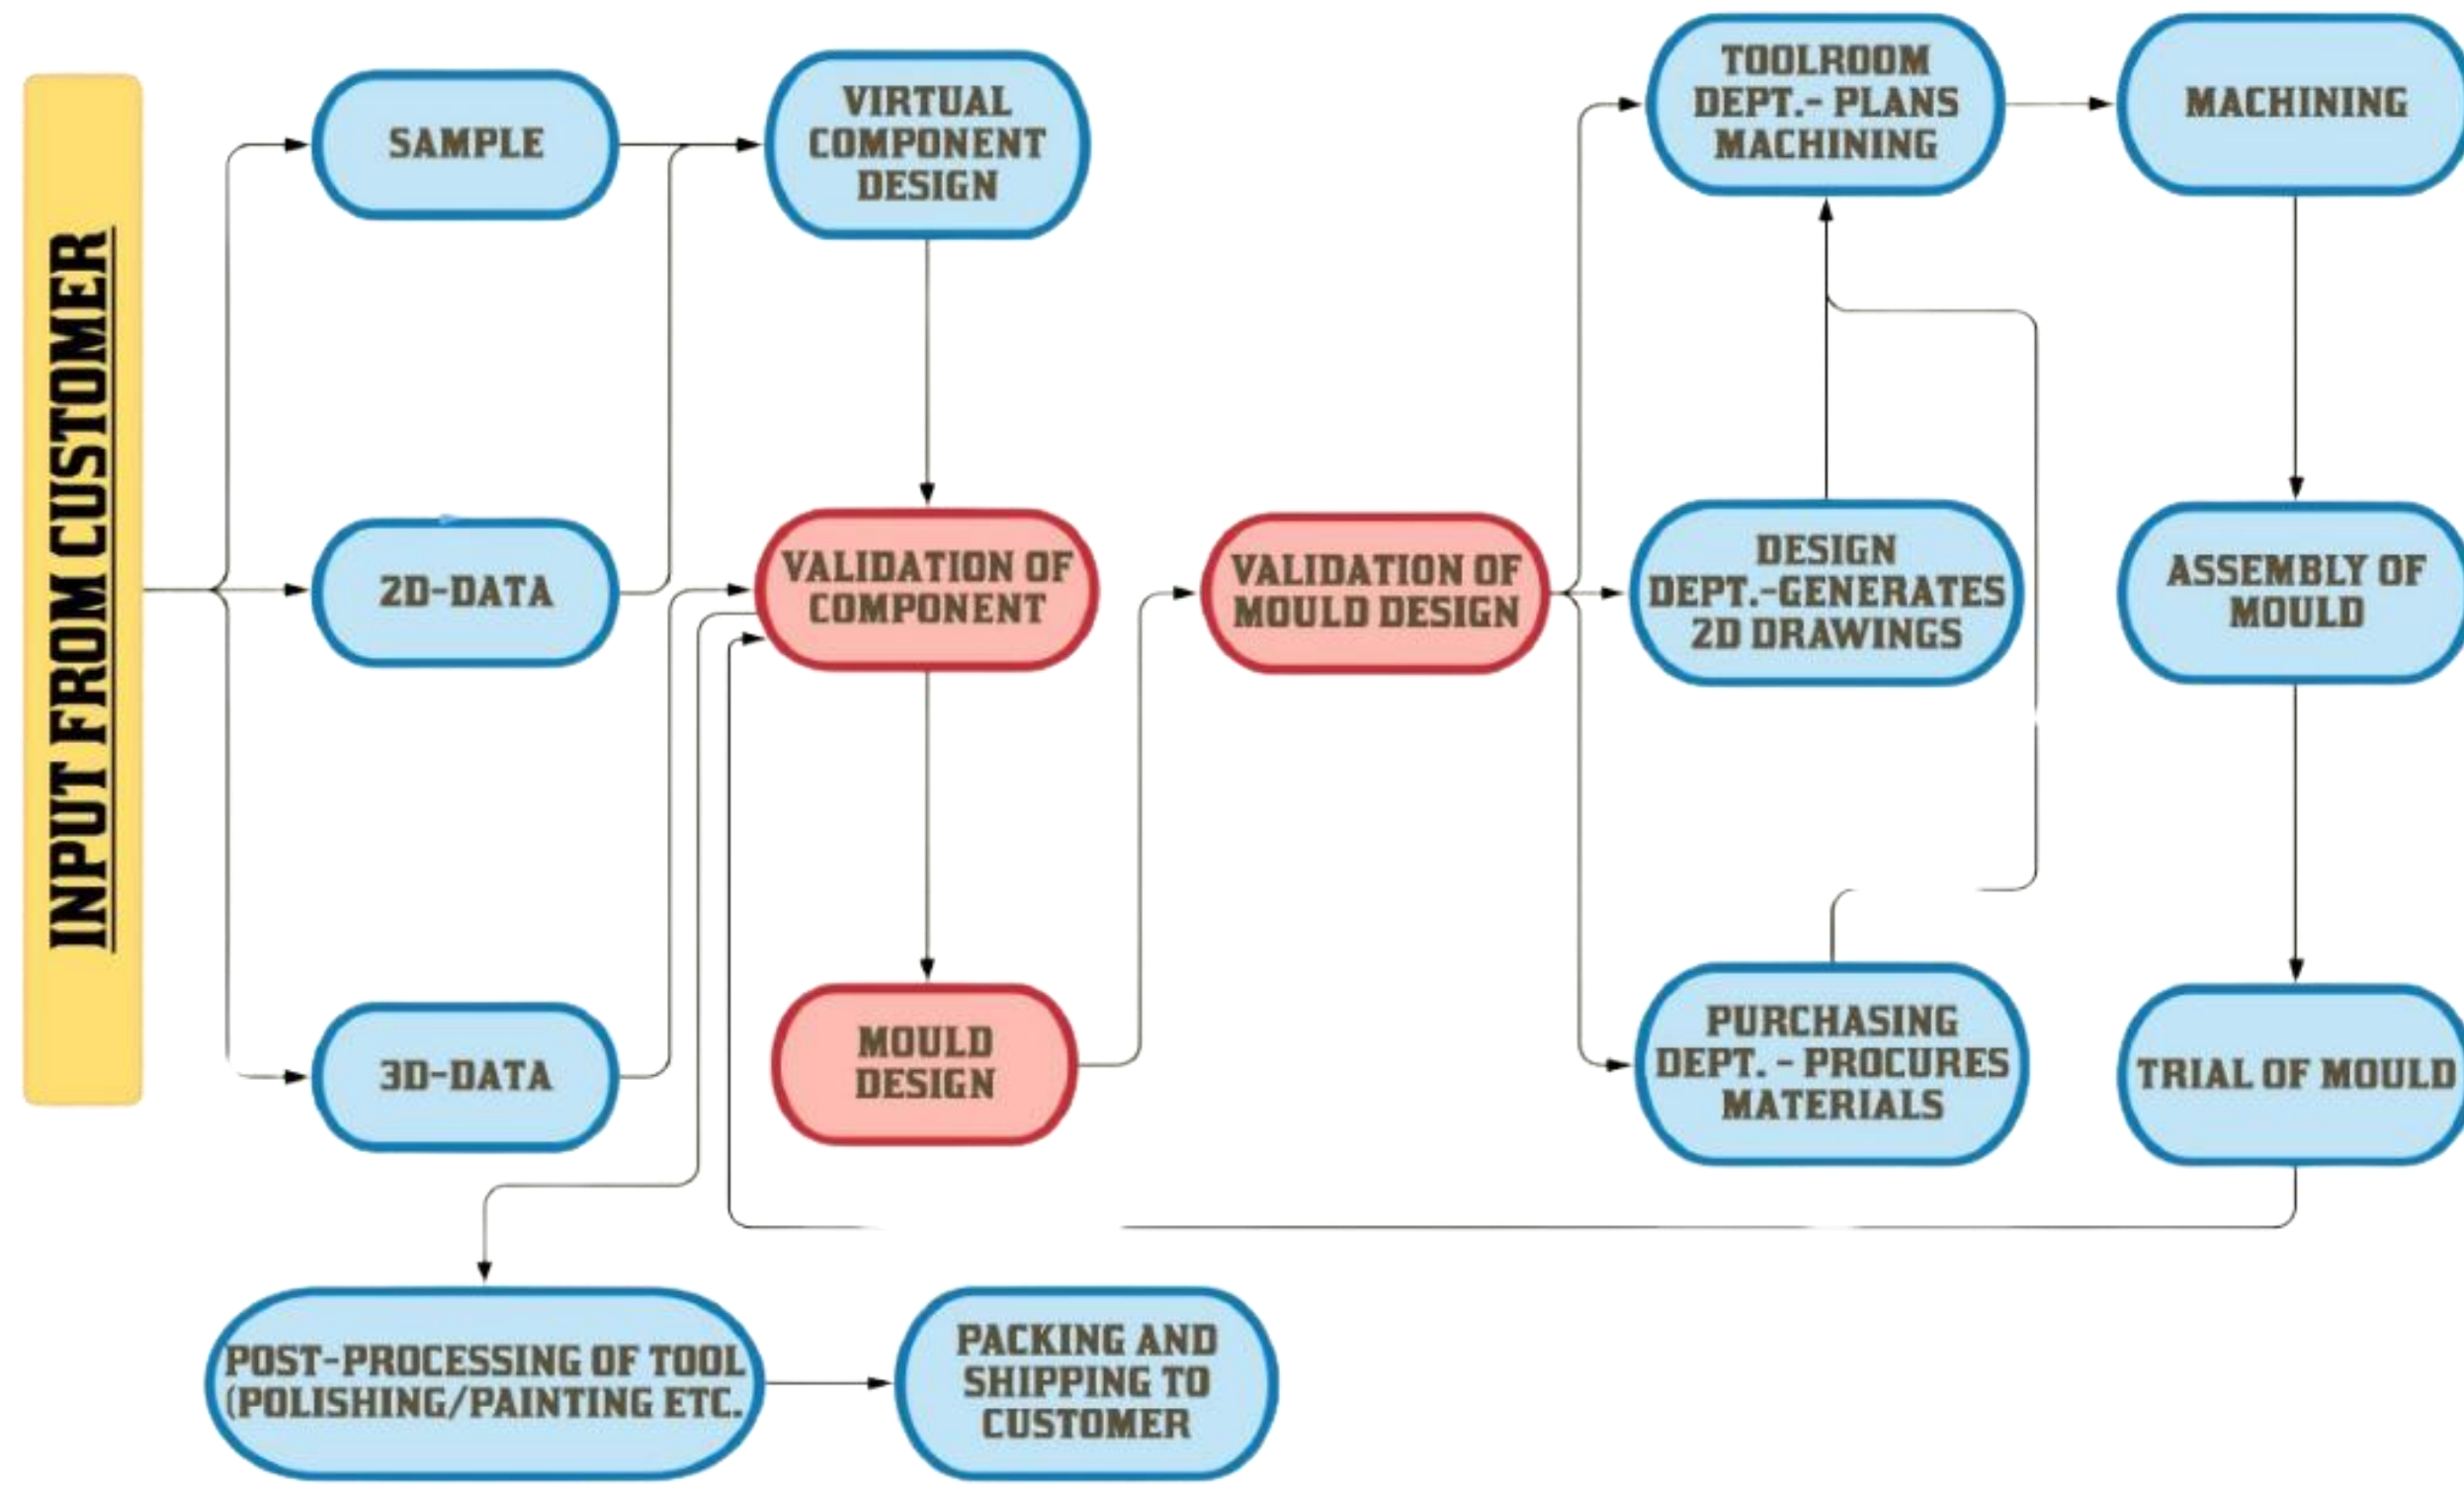 INPUT FROM CUSTOMER
SAMPLE
2D-DATA
3D-DATA
VIRTUAL
COMPONENT
DESIGN
VALIDATION OF
COMPONENT
MOULD
DESIGN
VALIDATION OF
MOULD DESIGN
TOOLROOM
DEPT.- PLANS
MACHINING
DESIGN
DEPT.-GENERATES
2D DRAWINGS
PURCHASING
DEPT. - PROCURES
MATERIALS
MACHINING
ASSEMBLY OF
MOULD
TRIAL OF MOULD
POST-PROCESSING OF TOOL
(POLISHING/PAINTING ETC.
PACKING AND
SHIPPING TO
CUSTOMER